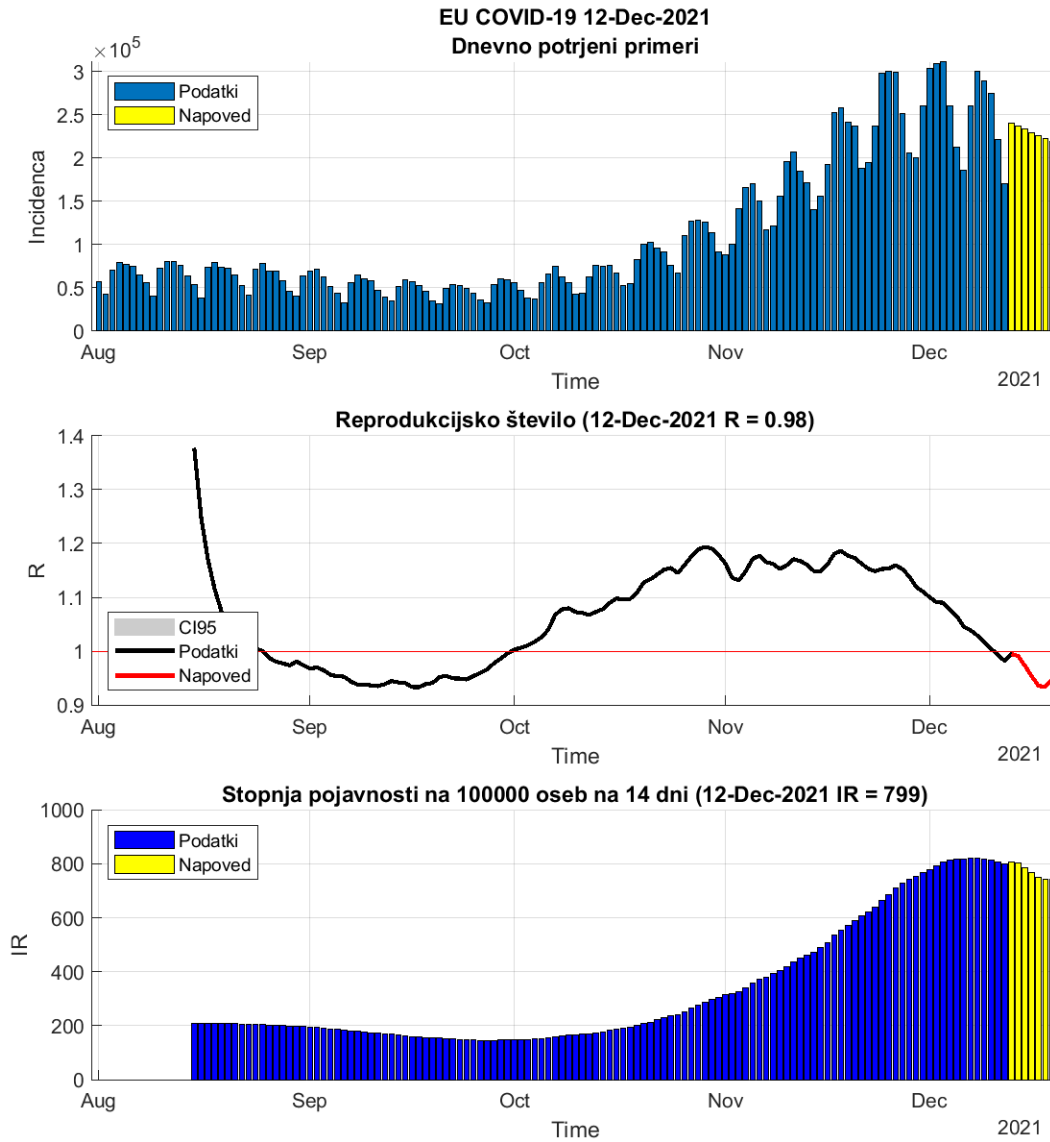 EU COVID-19 12-Dec-2021
Dnevno potrjeni primeri
×10⁵
Podatki
Napoved
3
2.5
2
1.5
1
0.5
0
Incidenca
Aug Sep Oct Nov Dec
Time
2021
Reprodukcijsko število (12-Dec-2021 R = 0.98)
1.4
1.3
1.2
1.1
1
0.9
R
CI95
Podatki
Napoved
Aug Sep Oct Nov Dec
Time
2021
Stopnja pojavnosti na 100000 oseb na 14 dni (12-Dec-2021 IR = 799)
1000
800
600
400
200
0
IR
Podatki
Napoved
Aug Sep Oct Nov Dec
Time
2021